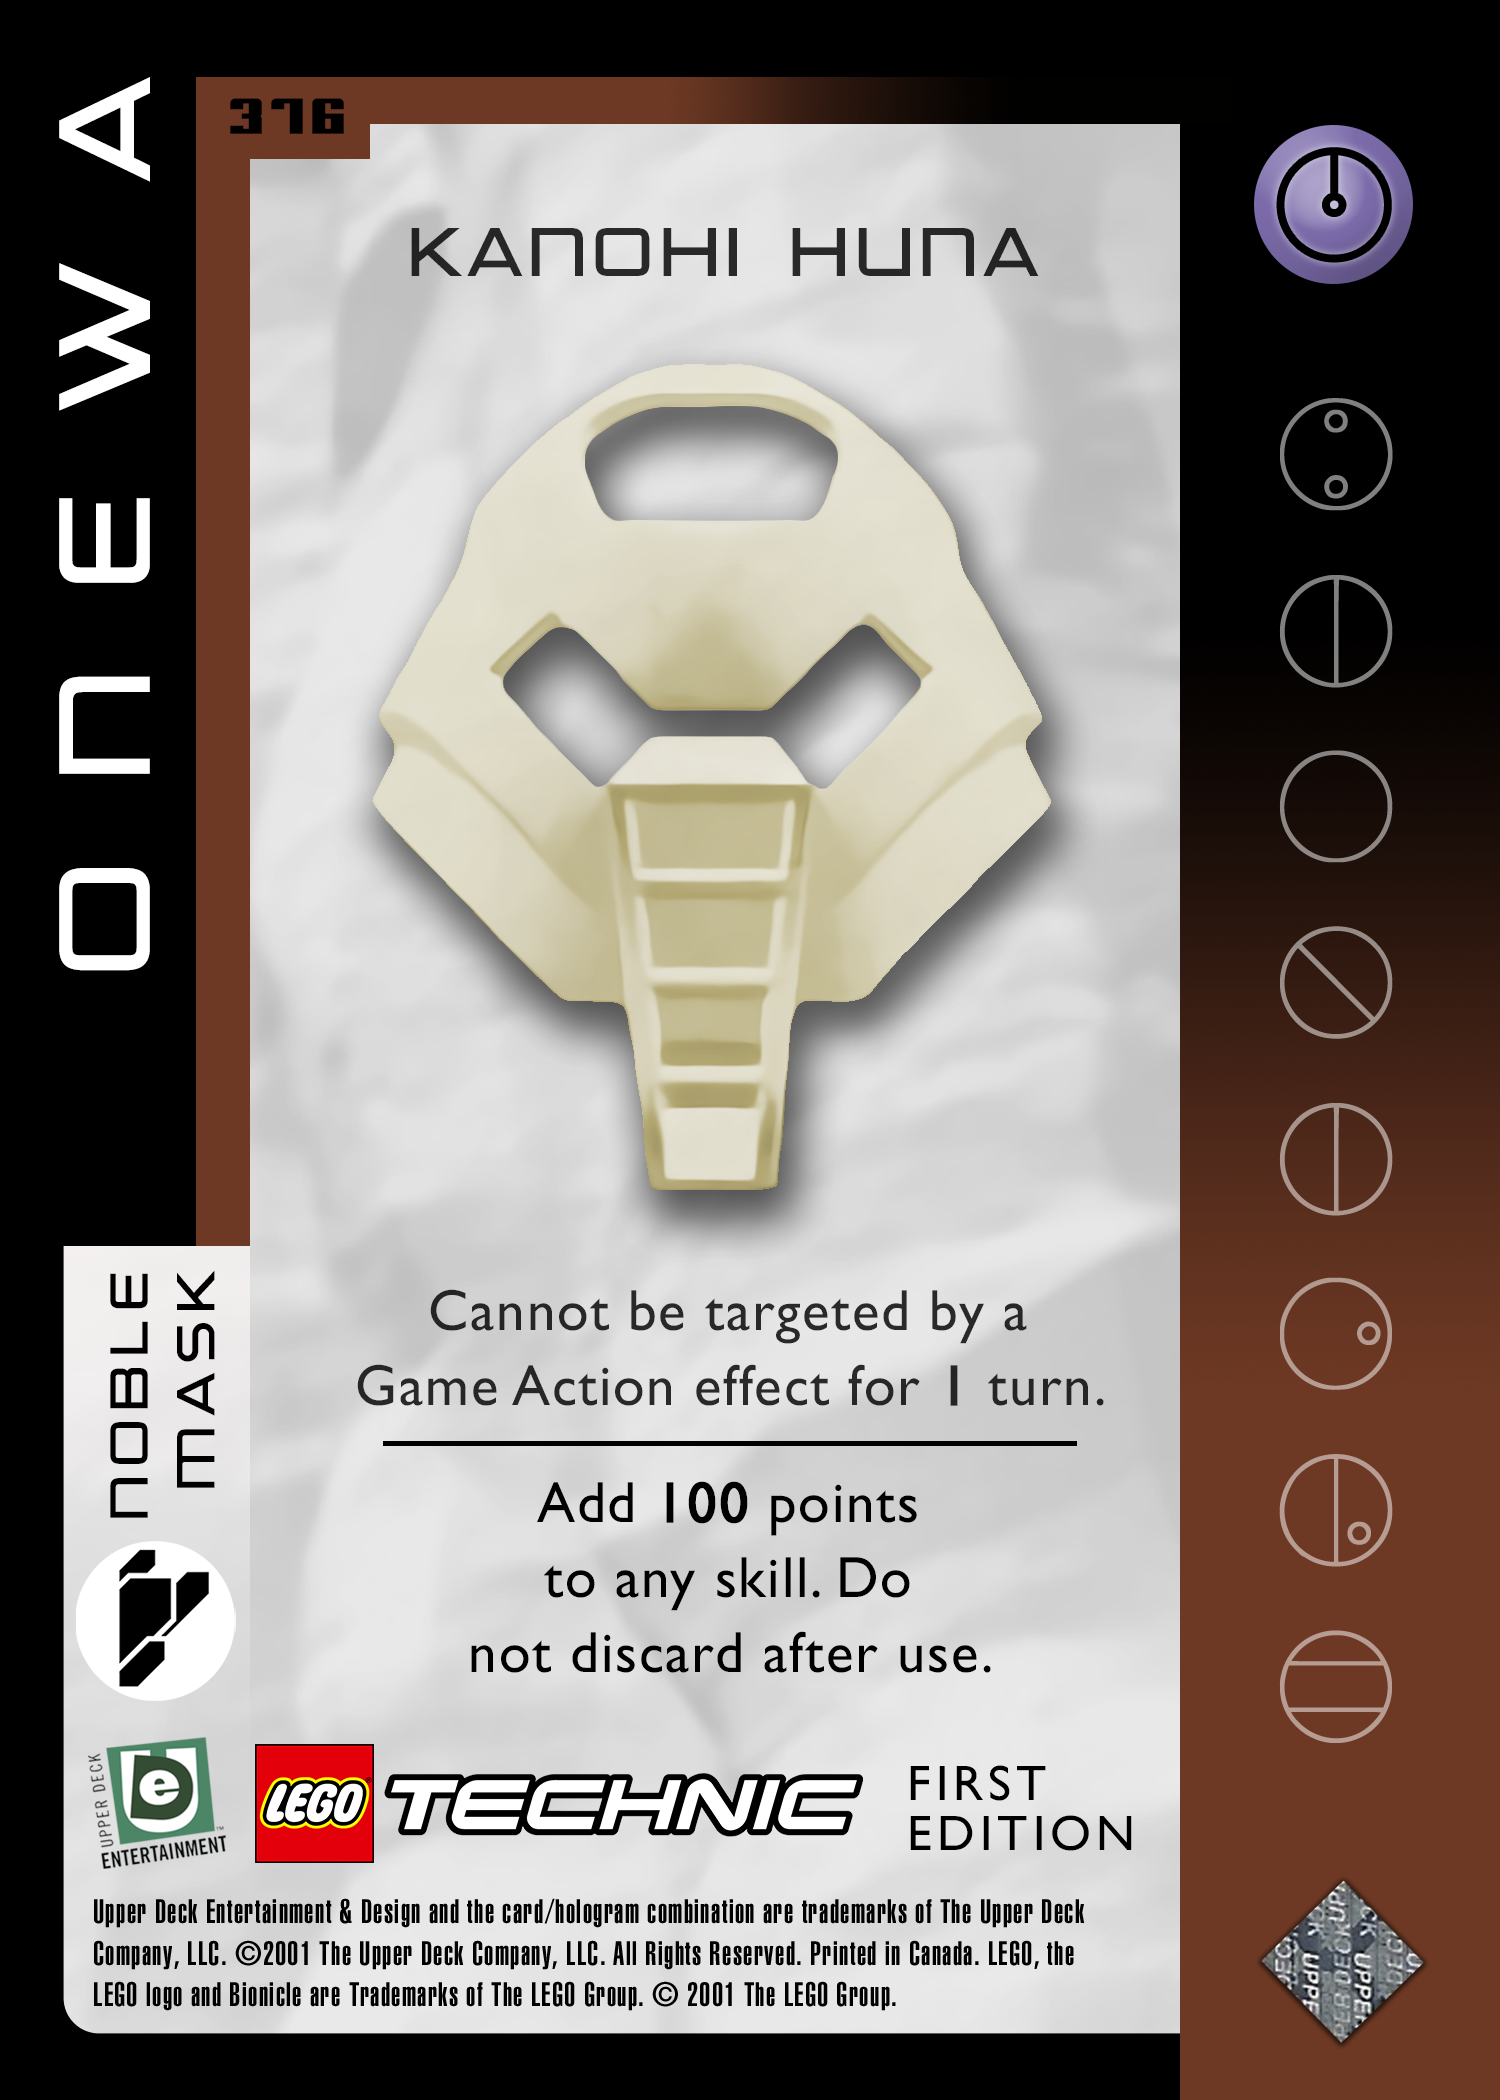 ONEWA
376
KANOHI HUNA
Cannot be targeted by a
Game Action effect for 1 turn.
Add 100 points
to any skill. Do
not discard after use.
NOBLE
MASK
UPPER DECK
e
ENTERTAINMENT
™
LEGO
TECHNIC
FIRST
EDITION
Upper Deck Entertainment & Design and the card/hologram combination are trademarks of The Upper Deck
Company, LLC. ©2001 The Upper Deck Company, LLC. All Rights Reserved. Printed in Canada. LEGO, the
LEGO logo and Bionicle are Trademarks of The LEGO Group. © 2001 The LEGO Group.